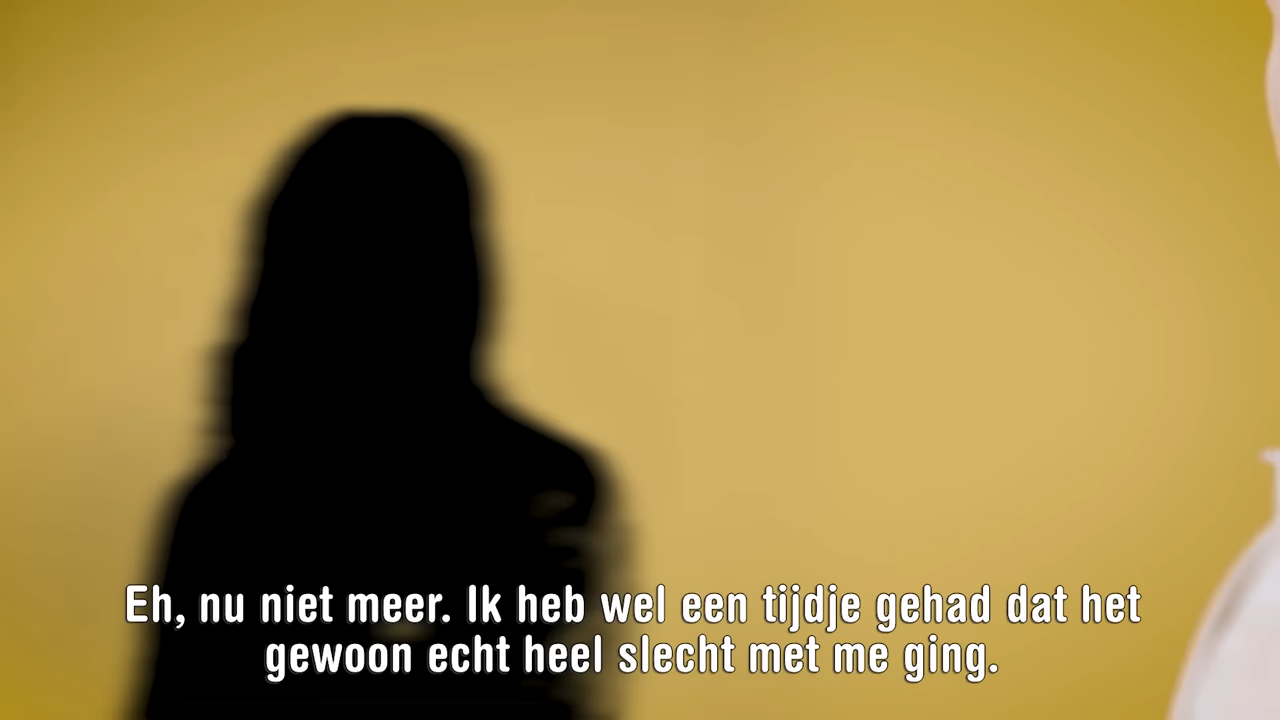 Eh, nu niet meer. Ik heb wel een tijdje gehad dat het
gewoon echt heel slecht met me ging.